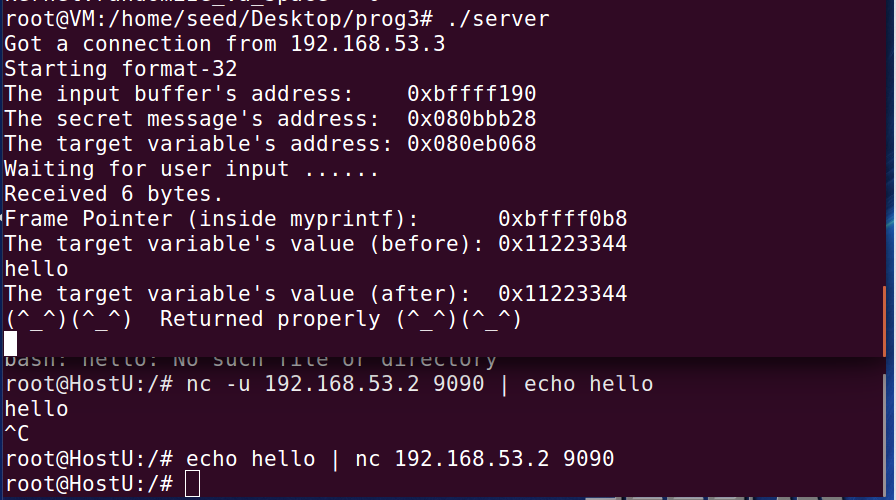 root@VM:/home/seed/Desktop/prog3# ./server
Got a connection from 192.168.53.3
Starting format-32
The input buffer's address:    0xbffff190
The secret message's address:  0x080bbb28
The target variable's address: 0x080eb068
Waiting for user input ......
Received 6 bytes.
Frame Pointer (inside myprintf):      0xbffff0b8
The target variable's value (before): 0x11223344
hello
The target variable's value (after):  0x11223344
(^_^)(^_^)  Returned properly (^_^)(^_^)
bash: hello: No such file or directory
root@HostU:/# nc -u 192.168.53.2 9090 | echo hello
hello
^C
root@HostU:/# echo hello | nc 192.168.53.2 9090
root@HostU:/#